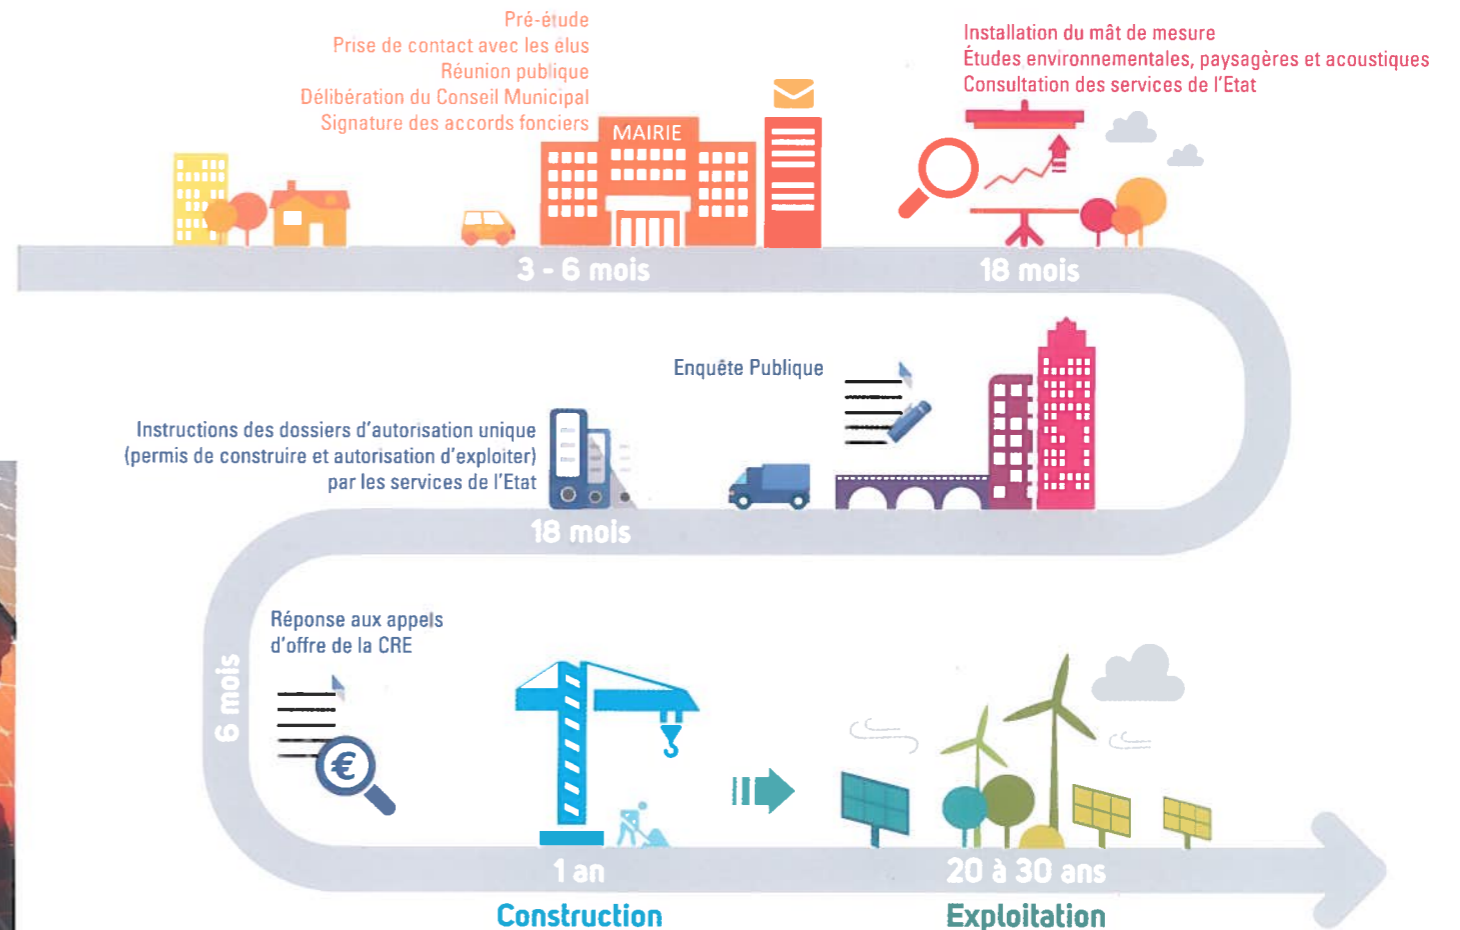 Pré-étude
Prise de contact avec les élus
Réunion publique
Délibération du Conseil Municipal
Signature des accords fonciers
MAIRIE
3 - 6 mois
Installation du mât de mesure
Études environnementales, paysagères et acoustiques
Consultation des services de l'Etat
18 mois
Enquête Publique
Instructions des dossiers d'autorisation unique
(permis de construire et autorisation d'exploiter)
par les services de l'Etat
18 mois
Réponse aux appels
d'offre de la CRE
6 mois
€
1 an
Construction
20 à 30 ans
Exploitation